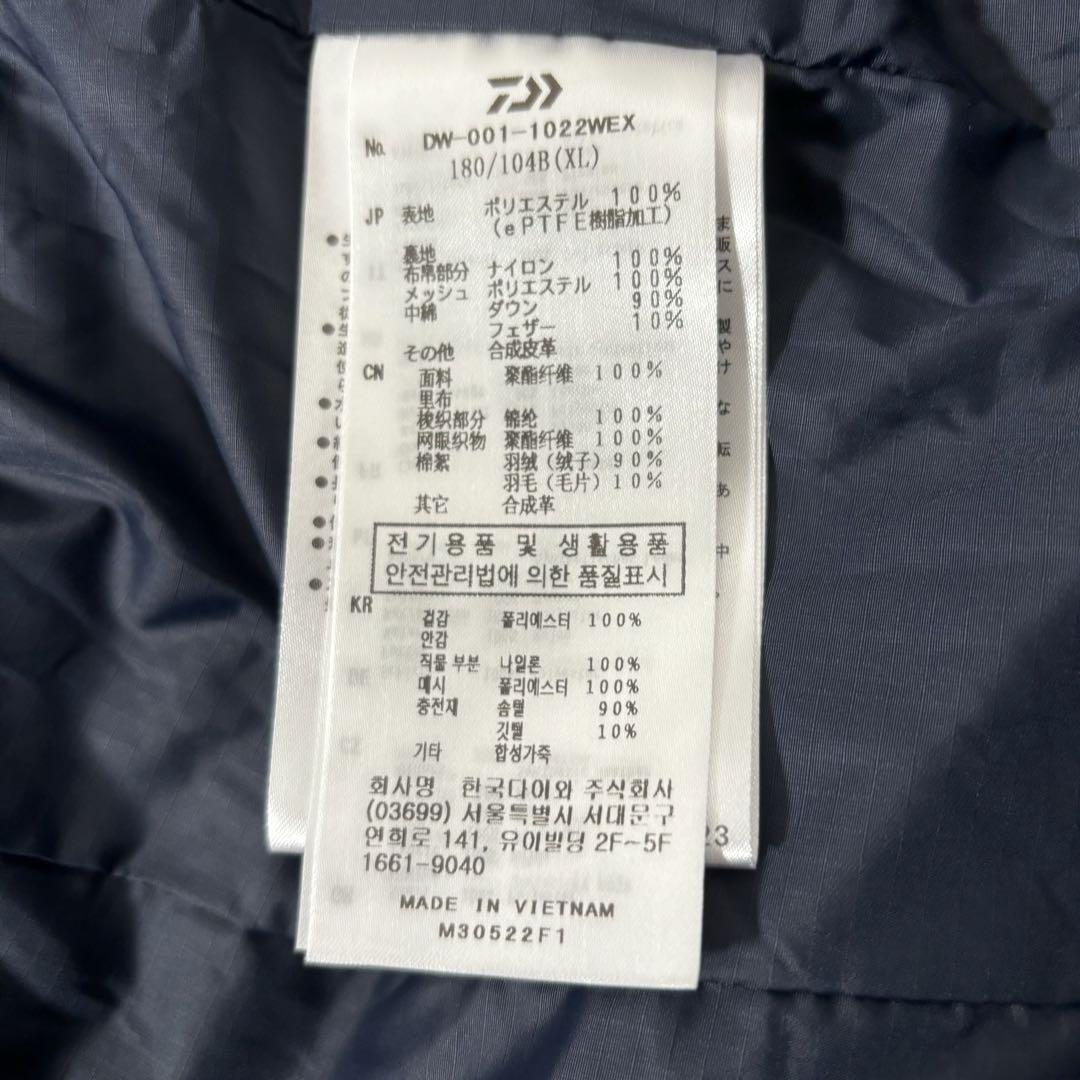 No. DW-001-1022WEX
180/104B(XL)
JP 表地 ポリエステル 100%
(ePTFE樹脂加工)
裏地
布帛部分 ナイロン 100%
メッシュ ポリエステル 100%
中綿 ダウン 90%
フェザー 10%
その他 合成皮革
CN 面料 聚酯纤维 100%
里布
梭织部分 锦纶 100%
网眼织物 聚酯纤维 100%
棉絮 羽绒(绒子) 90%
羽毛(毛片) 10%
其它 合成革
전기용품 및 생활용품
안전관리법에 의한 품질표시
KR
겉감 폴리에스터 100%
안감
직물 부분 나일론 100%
메시 폴리에스터 100%
충전재 솜털 90%
깃털 10%
기타 합성가죽
회사명 한국다이와 주식회사
(03699) 서울특별시 서대문구
연희로 141, 유이빌딩 2F~5F
1661-9040
MADE IN VIETNAM
M30522F1
23